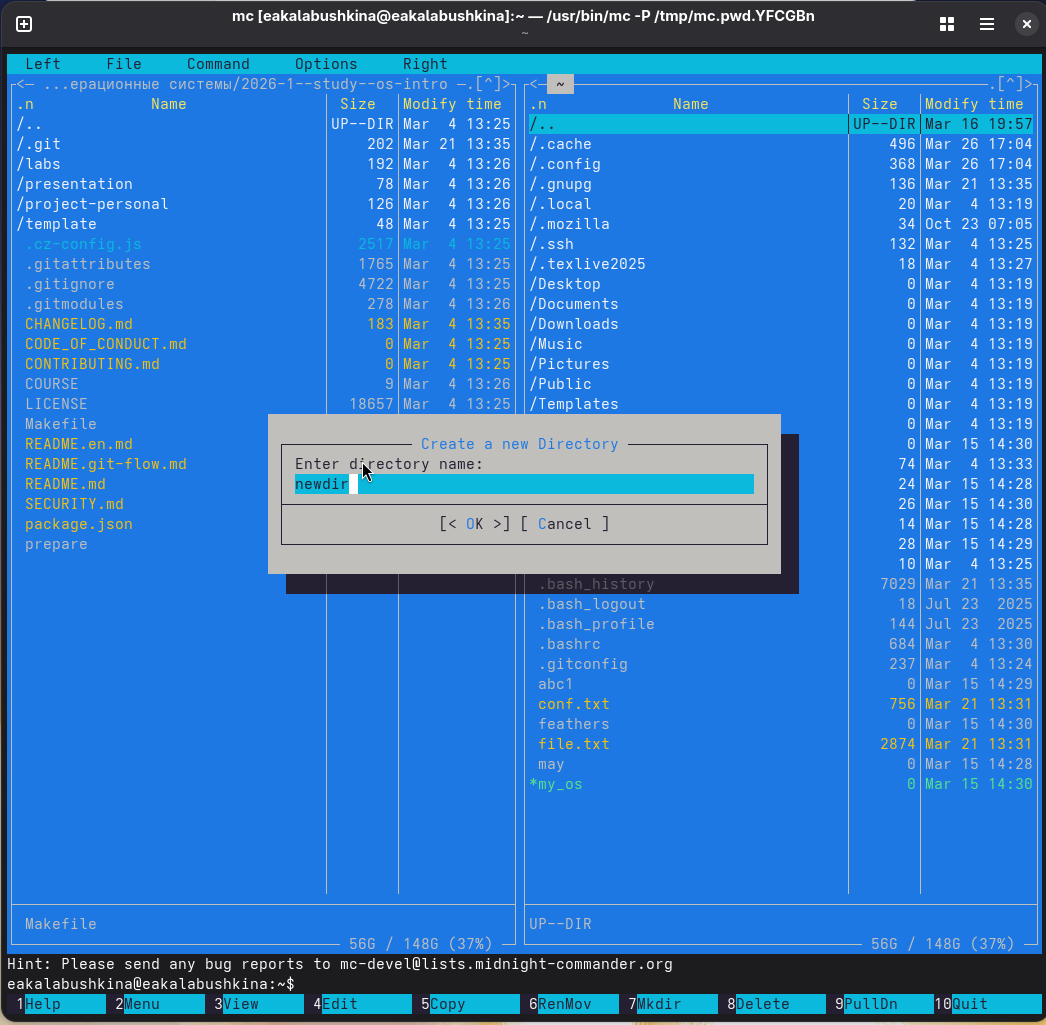 mc [eakalabushkina@eakalabushkina]:~ — /usr/bin/mc -P /tmp/mc.pwd.YFCGBn
~
Left File Command Options Right
<— ...ерационные системы/2026-1--study--os-intro —.[^]>
.n Name Size Modify time
/.. UP--DIR Mar 4 13:25
/.git 202 Mar 21 13:35
/labs 192 Mar 4 13:26
/presentation 78 Mar 4 13:26
/project-personal 126 Mar 4 13:26
/template 48 Mar 4 13:25
.cz-config.js 2517 Mar 4 13:25
.gitattributes 1765 Mar 4 13:25
.gitignore 4722 Mar 4 13:25
.gitmodules 278 Mar 4 13:26
CHANGELOG.md 183 Mar 4 13:35
CODE_OF_CONDUCT.md 0 Mar 4 13:25
CONTRIBUTING.md 0 Mar 4 13:25
COURSE 9 Mar 4 13:26
LICENSE 18657 Mar 4 13:25
Makefile
README.en.md
README.git-flow.md
README.md
SECURITY.md
package.json
prepare
Makefile
56G / 148G (37%)
<— ~ .[^]>
.n Name Size Modify time
/.. UP--DIR Mar 16 19:57
/.cache 496 Mar 26 17:04
/.config 368 Mar 26 17:04
/.gnupg 136 Mar 21 13:35
/.local 20 Mar 4 13:19
/.mozilla 34 Oct 23 07:05
/.ssh 132 Mar 4 13:25
/.texlive2025 18 Mar 4 13:27
/Desktop 0 Mar 4 13:19
/Documents 0 Mar 4 13:19
/Downloads 0 Mar 4 13:19
/Music 0 Mar 4 13:19
/Pictures 0 Mar 4 13:19
/Public 0 Mar 4 13:19
/Templates 0 Mar 4 13:19
0 Mar 4 13:19
0 Mar 15 14:30
74 Mar 4 13:33
24 Mar 15 14:28
26 Mar 15 14:30
14 Mar 15 14:28
28 Mar 15 14:29
10 Mar 4 13:25
.bash_history 7029 Mar 21 13:35
.bash_logout 18 Jul 23 2025
.bash_profile 144 Jul 23 2025
.bashrc 684 Mar 4 13:30
.gitconfig 237 Mar 4 13:24
abc1 0 Mar 15 14:29
conf.txt 756 Mar 21 13:31
feathers 0 Mar 15 14:30
file.txt 2874 Mar 21 13:31
may 0 Mar 15 14:28
*my_os 0 Mar 15 14:30
UP--DIR
56G / 148G (37%)
Create a new Directory
Enter directory name:
newdir
[< OK >] [ Cancel ]
Hint: Please send any bug reports to mc-devel@lists.midnight-commander.org
eakalabushkina@eakalabushkina:~$
1Help 2Menu 3View 4Edit 5Copy 6RenMov 7Mkdir 8Delete 9PullDn 10Quit